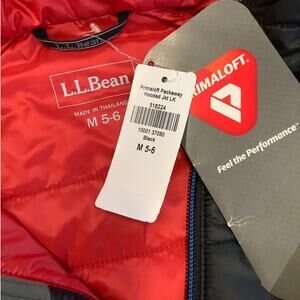 L.L.Bean
L.L.Bean
MADE IN THAILAND
M 5-6
Primaloft Packaway
Hooded Jkt LK
518224
10001 37050
Black
M 5-6
RIMALOFT
Feel the Performance